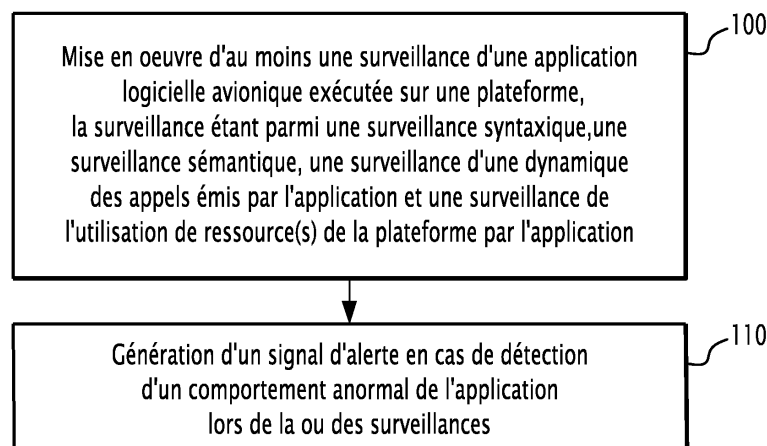 100
Mise en oeuvre d'au moins une surveillance d'une application
logicielle avionique exécutée sur une plateforme,
la surveillance étant parmi une surveillance syntaxique,une
surveillance sémantique, une surveillance d'une dynamique
des appels émis par l'application et une surveillance de
l'utilisation de ressource(s) de la plateforme par l'application
110
Génération d'un signal d'alerte en cas de détection
d'un comportement anormal de l'application
lors de la ou des surveillances